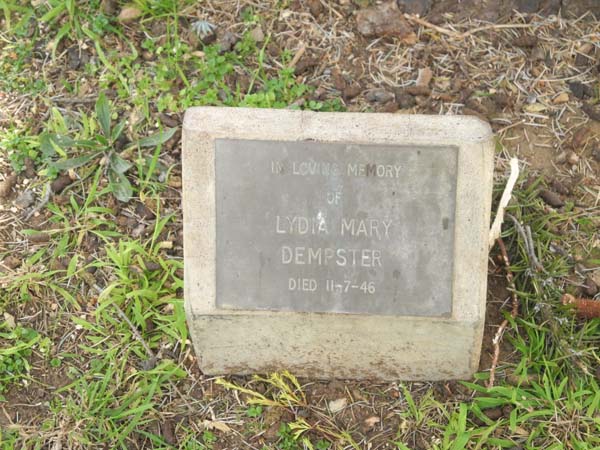 IN LOVING MEMORY
OF
LYDIA MARY
DEMPSTER
DIED 11-7-46